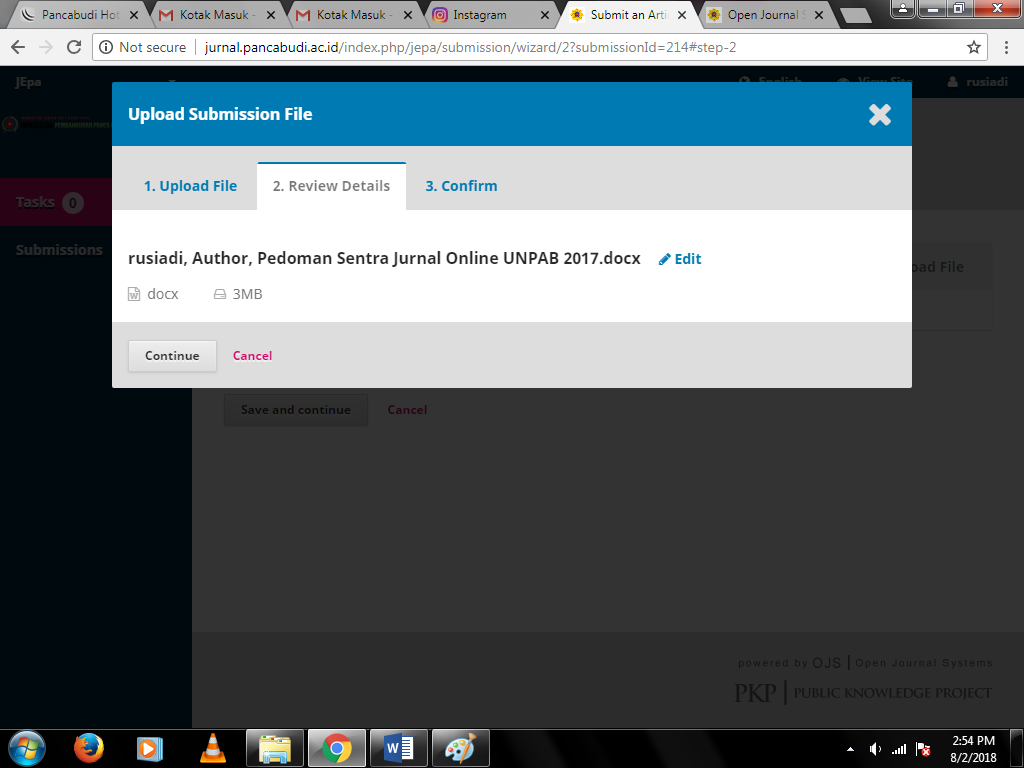 Pancabudi Hot
Kotak Masuk -
Kotak Masuk -
Instagram
Submit an Arti
Open Journal S
Not secure
jurnal.pancabudi.ac.id/index.php/jepa/submission/wizard/2?submissionId=214#step-2
JEpa
English
View Site
rusiadi
Upload Submission File
1. Upload File
2. Review Details
3. Confirm
Tasks 0
Submissions
rusiadi, Author, Pedoman Sentra Jurnal Online UNPAB 2017.docx
Edit
oad File
docx
3MB
Continue
Cancel
Save and continue
Cancel
powered by OJS | Open Journal Systems
PKP | PUBLIC KNOWLEDGE PROJECT
2:54 PM
8/2/2018